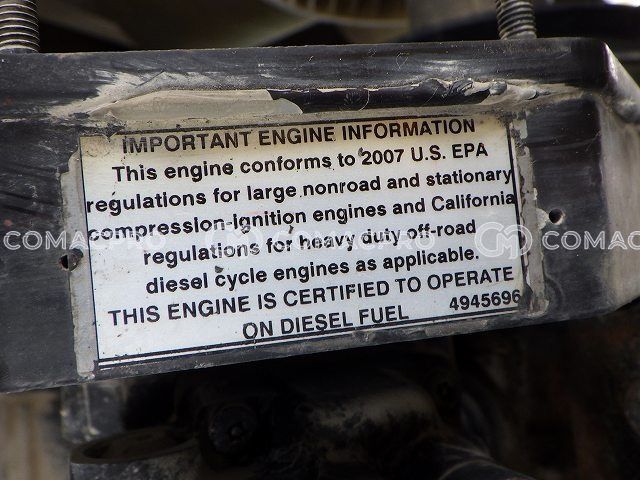 IMPORTANT ENGINE INFORMATION
This engine conforms to 2007 U.S. EPA
regulations for large nonroad and stationary
compression-ignition engines and California
regulations for heavy duty off-road
diesel cycle engines as applicable.
THIS ENGINE IS CERTIFIED TO OPERATE
ON DIESEL FUEL 4945696
COMACPRO COMACPRO COMACPRO